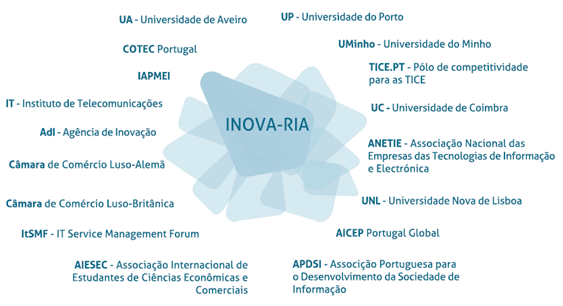 UA - Universidade de Aveiro
UP - Universidade do Porto
COTEC Portugal
UMinho - Universidade do Minho
IAPMEI
TICE.PT - Pólo de competitividade
para as TICE
IT - Instituto de Telecomunicações
UC - Universidade de Coimbra
INOVA-RIA
AdI - Agência de Inovação
ANETIE - Associação Nacional das
Empresas das Tecnologias de Informação
e Electrónica
Câmara de Comércio Luso-Alemã
Câmara de Comércio Luso-Britânica
UNL - Universidade Nova de Lisboa
ItSMF - IT Service Management Forum
AICEP Portugal Global
AIESEC - Associação Internacional de
Estudantes de Ciências Econômicas e
Comerciais
APDSI - Associção Portuguesa para
o Desenvolvimento da Sociedade de
Informação